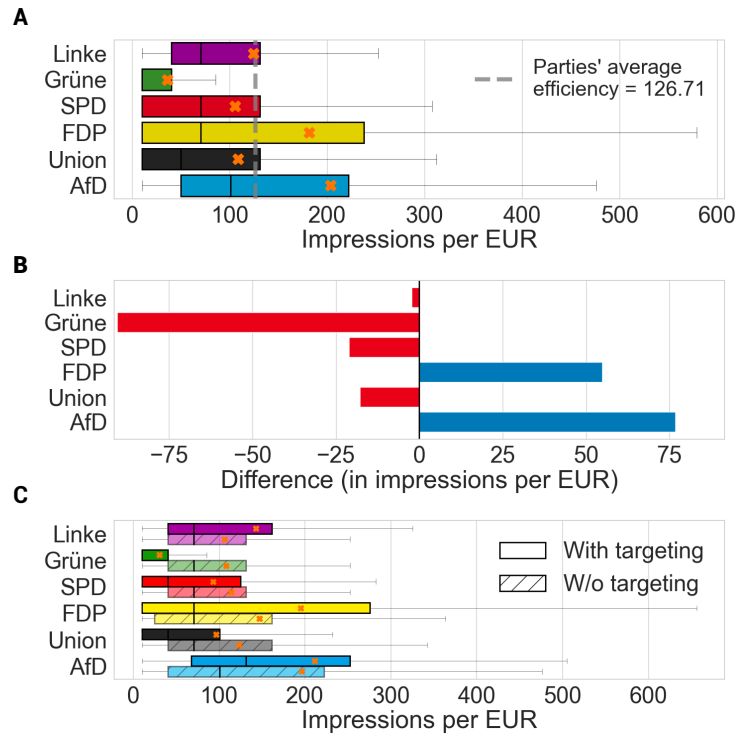 A
Linke
Grüne
SPD
FDP
Union
AfD
Parties' average
efficiency = 126.71
0 100 200 300 400 500 600
Impressions per EUR
B
Linke
Grüne
SPD
FDP
Union
AfD
−75 −50 −25 0 25 50 75
Difference (in impressions per EUR)
C
Linke
Grüne
SPD
FDP
Union
AfD
With targeting
W/o targeting
0 100 200 300 400 500 600
Impressions per EUR